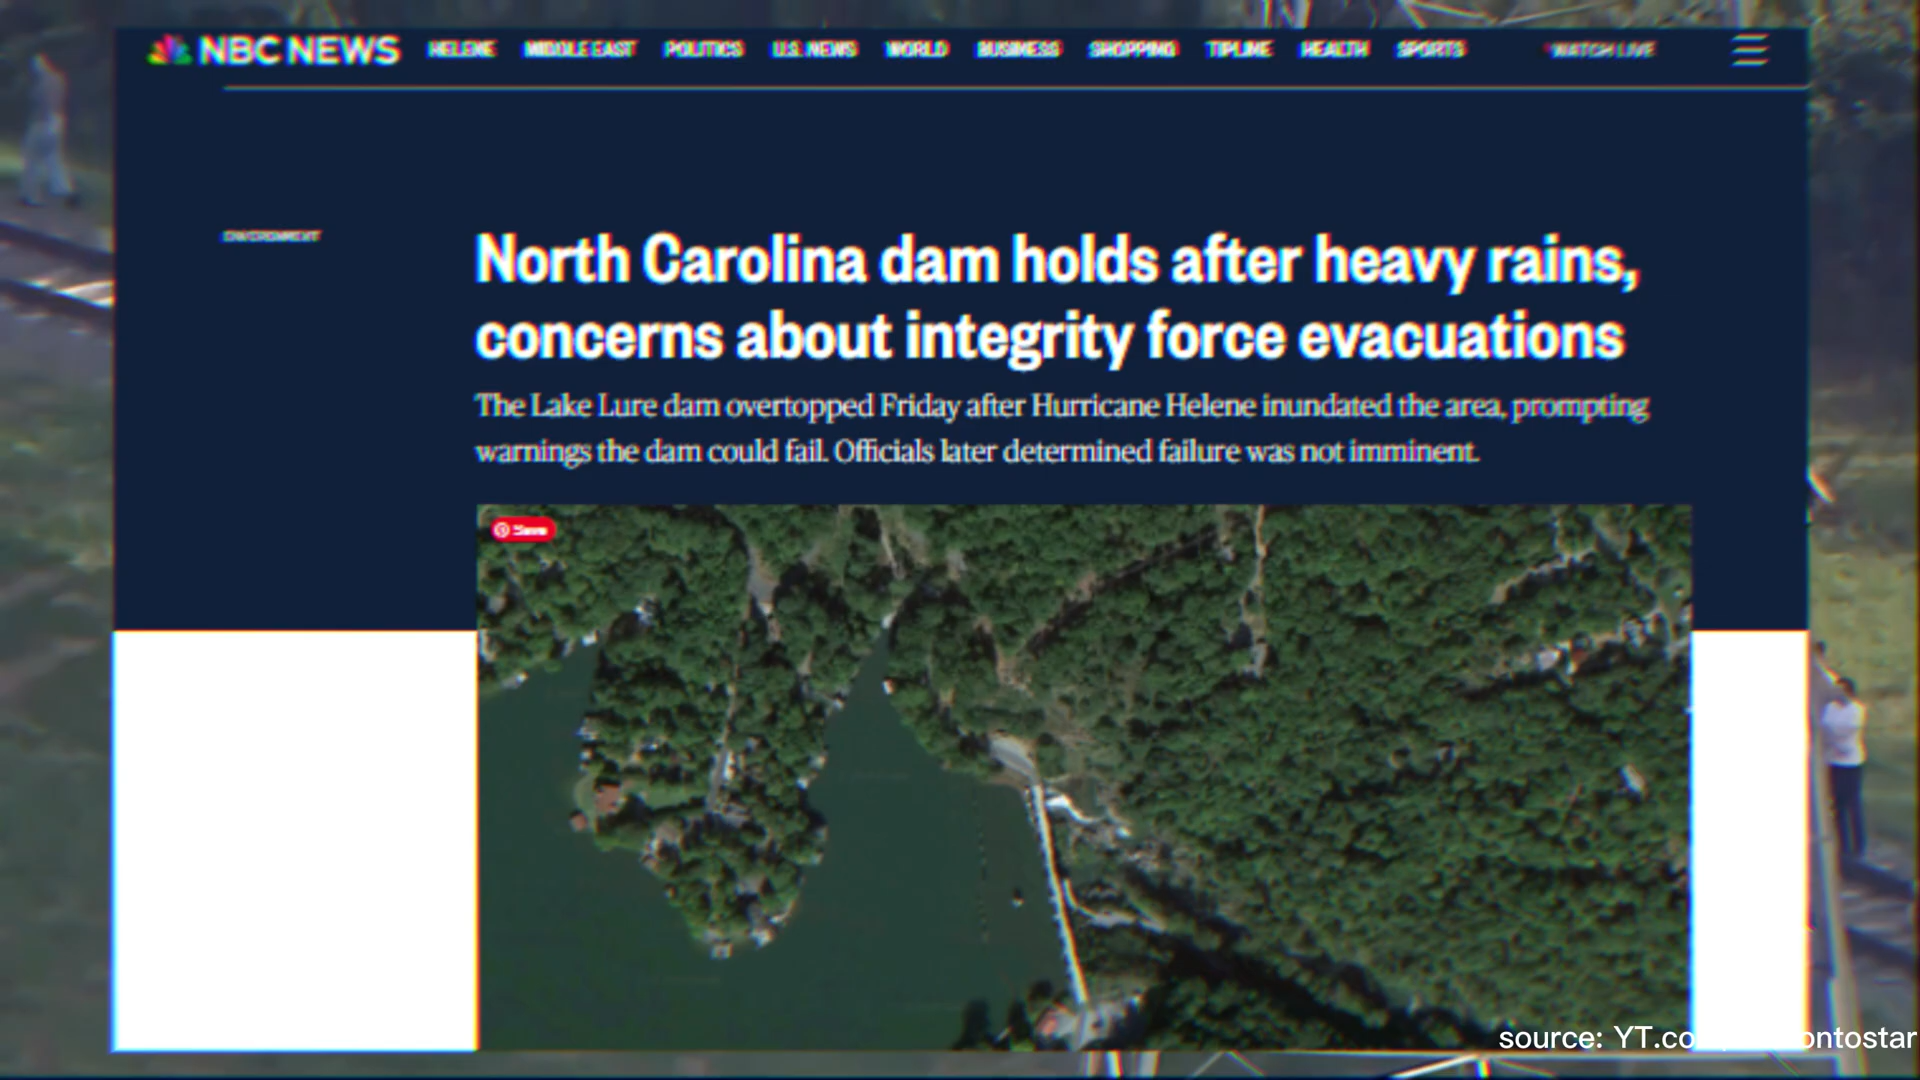 NBC NEWS HELENE MIDDLE EAST POLITICS U.S. NEWS WORLD BUSINESS SHOPPING TIPLINE HEALTH SPORTS WATCH LIVE
ENVIRONMENT
North Carolina dam holds after heavy rains,
concerns about integrity force evacuations
The Lake Lure dam overtopped Friday after Hurricane Helene inundated the area, prompting
warnings the dam could fail. Officials later determined failure was not imminent.
Save
source: YT.co ontostar